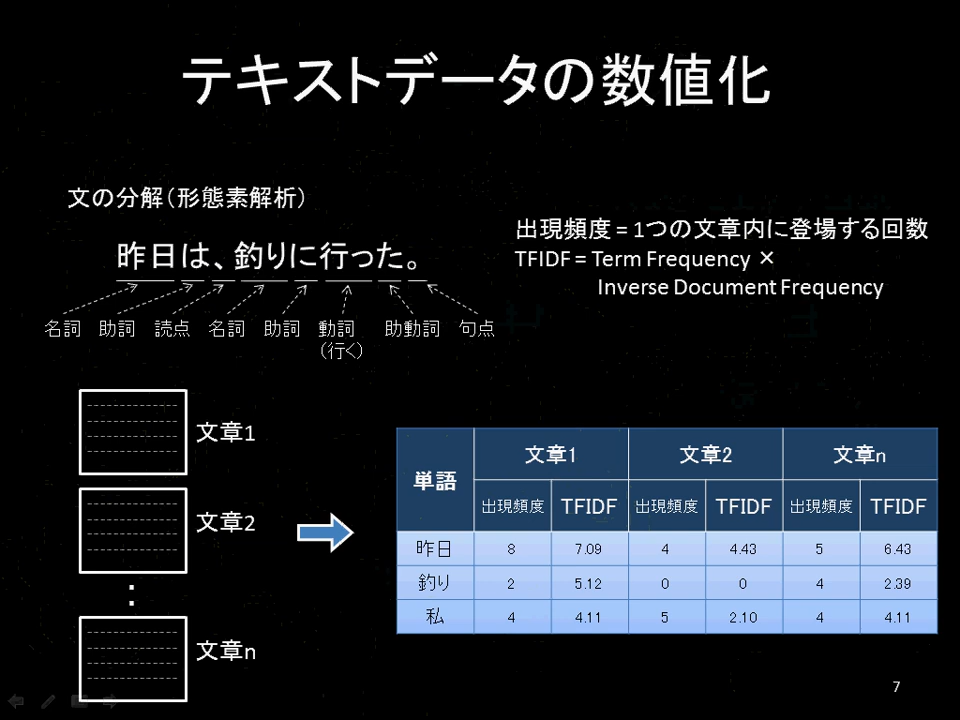 テキストデータの数値化
文の分解（形態素解析）
昨日は、釣りに行った。
名詞 助詞 読点 名詞 助詞 動詞 助動詞 句点
（行く）
出現頻度 = 1つの文章内に登場する回数
TFIDF = Term Frequency ×
Inverse Document Frequency
文章1
文章2
：
文章n
単語 文章1 文章2 文章n
出現頻度 TFIDF 出現頻度 TFIDF 出現頻度 TFIDF
昨日 8 7.09 4 4.43 5 6.43
釣り 2 5.12 0 0 4 2.39
私 4 4.11 5 2.10 4 4.11
7